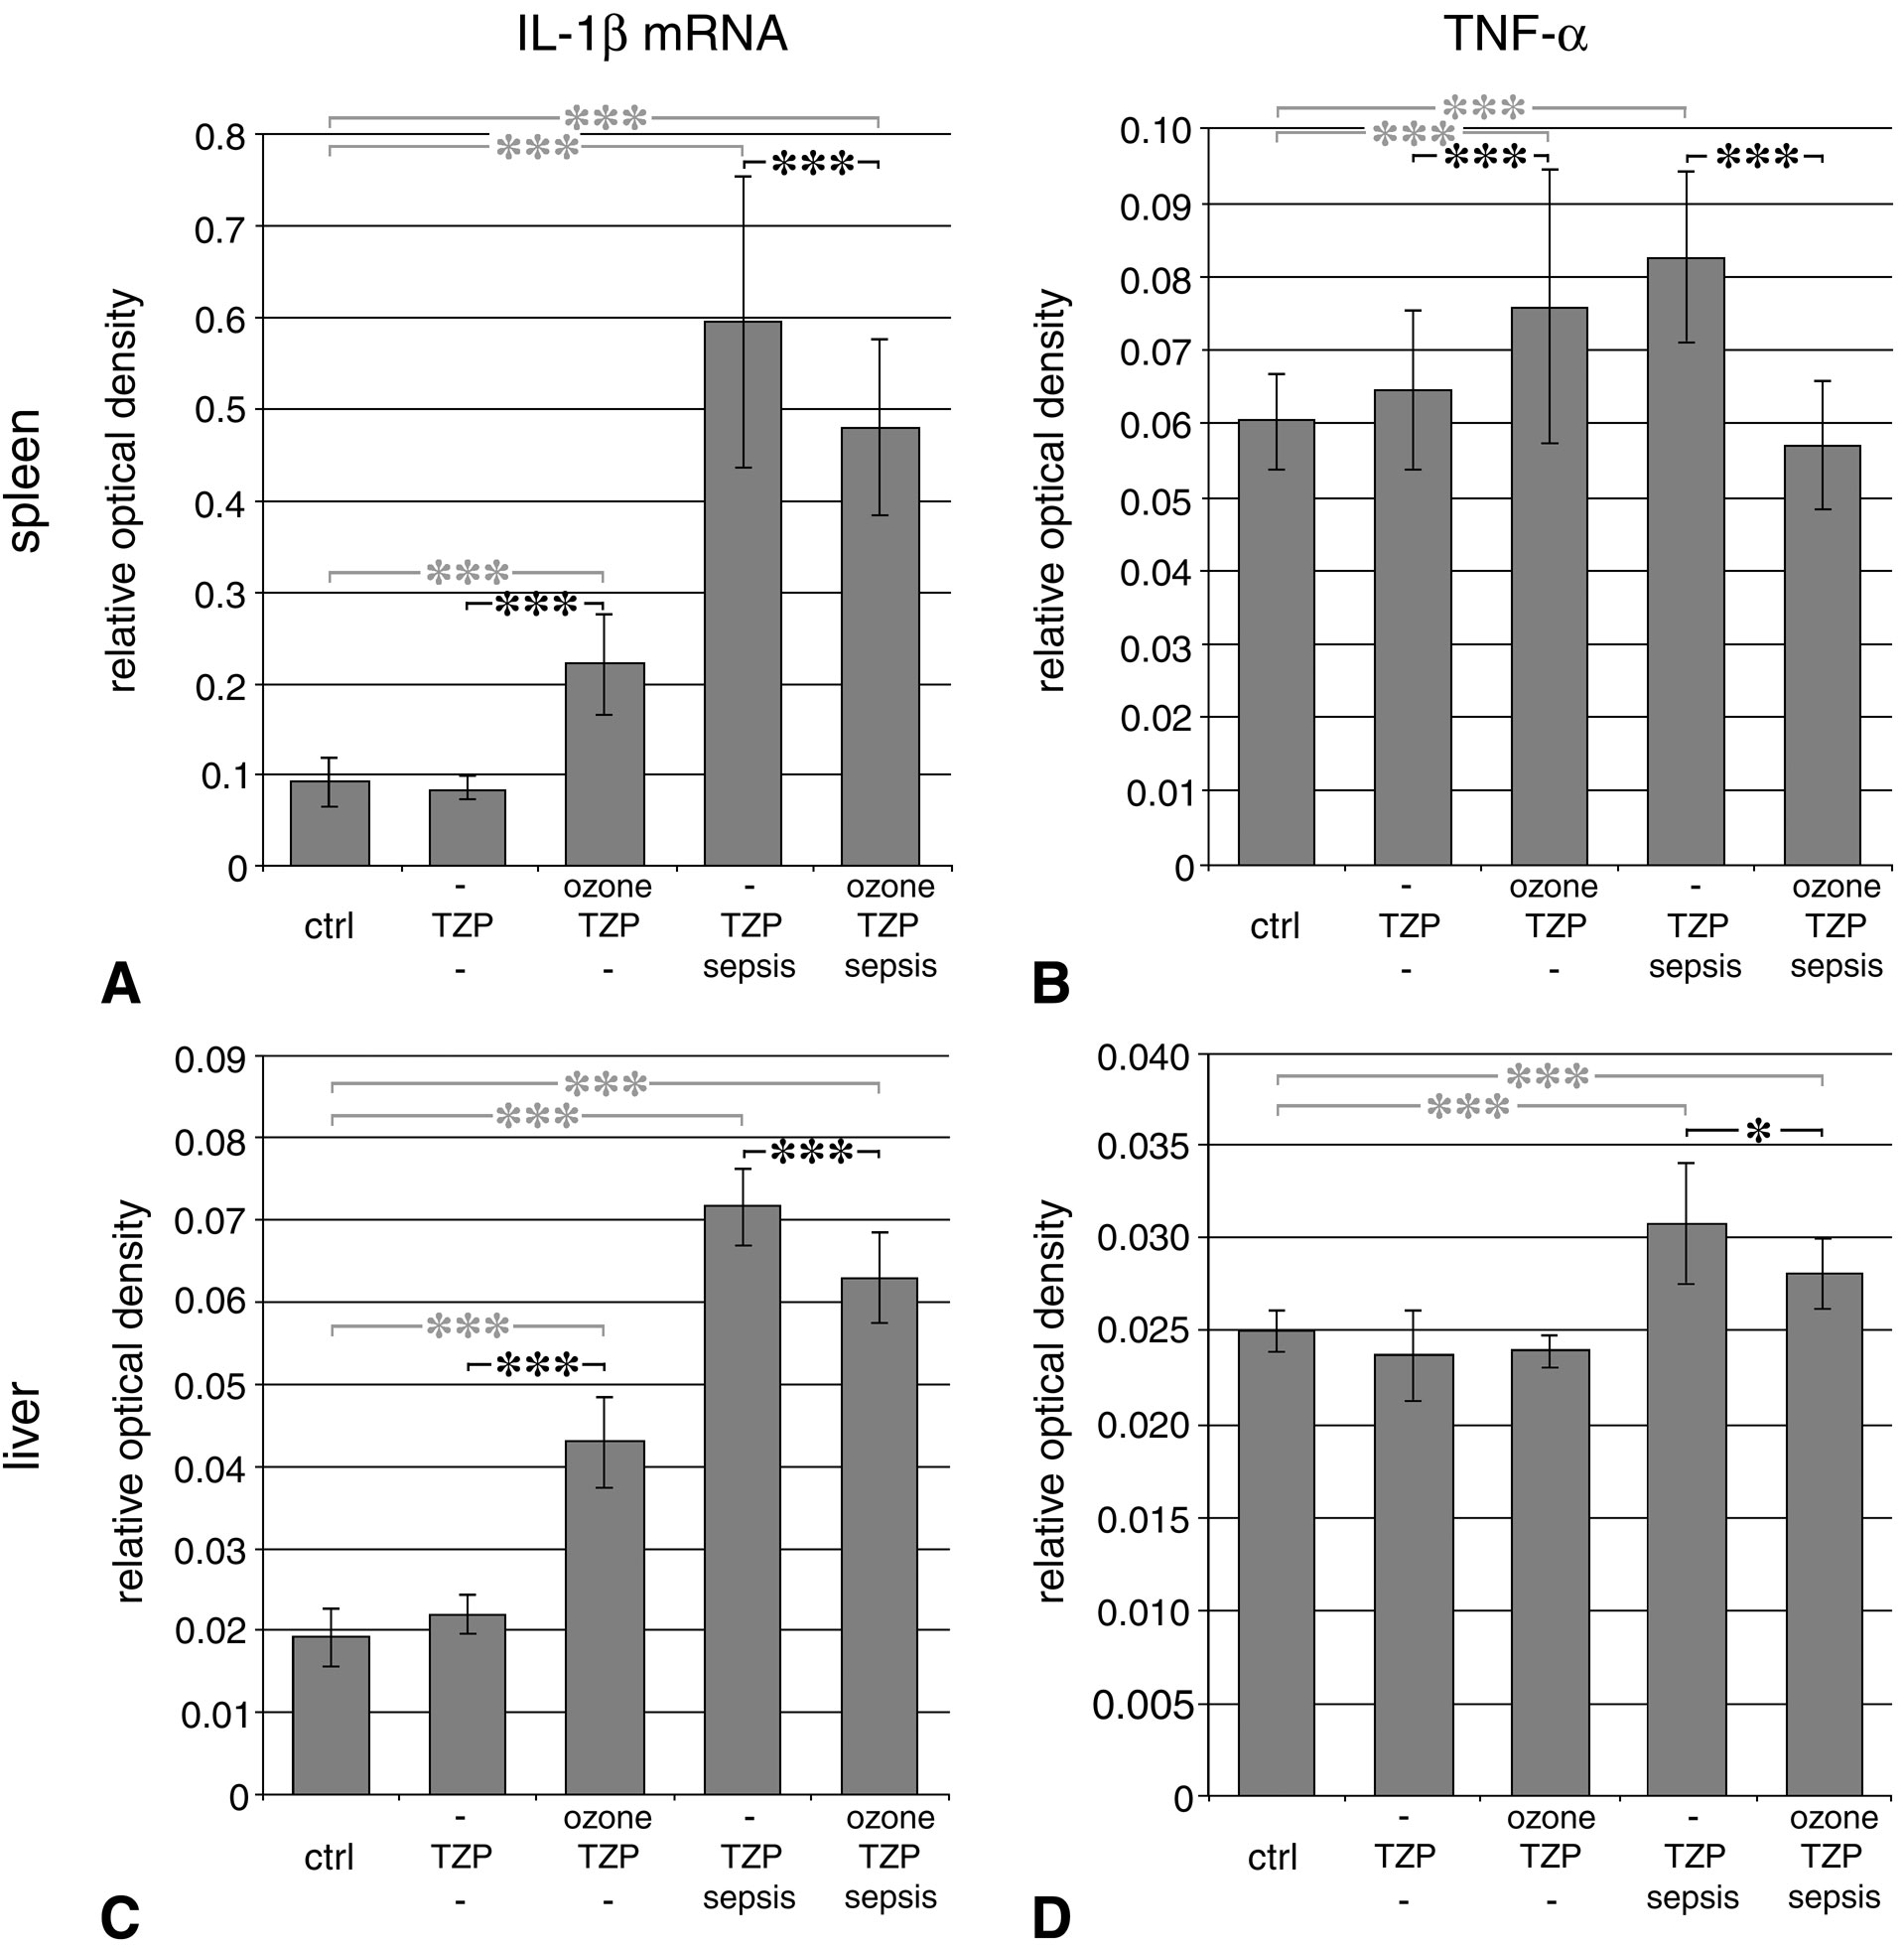 IL-1β mRNA
TNF-α
spleen
relative optical density
0.8
0.7
0.6
0.5
0.4
0.3
0.2
0.1
0
***
***
***
***
***
ctrl
-
TZP
-
ozone
TZP
-
-
TZP
sepsis
ozone
TZP
sepsis
A
relative optical density
0.10
0.09
0.08
0.07
0.06
0.05
0.04
0.03
0.02
0.01
0
***
***
***
***
ctrl
-
TZP
-
ozone
TZP
-
-
TZP
sepsis
ozone
TZP
sepsis
B
liver
relative optical density
0.09
0.08
0.07
0.06
0.05
0.04
0.03
0.02
0.01
0
***
***
***
***
***
ctrl
-
TZP
-
ozone
TZP
-
-
TZP
sepsis
ozone
TZP
sepsis
C
relative optical density
0.040
0.035
0.030
0.025
0.020
0.015
0.010
0.005
0
***
***
*
ctrl
-
TZP
-
ozone
TZP
-
-
TZP
sepsis
ozone
TZP
sepsis
D